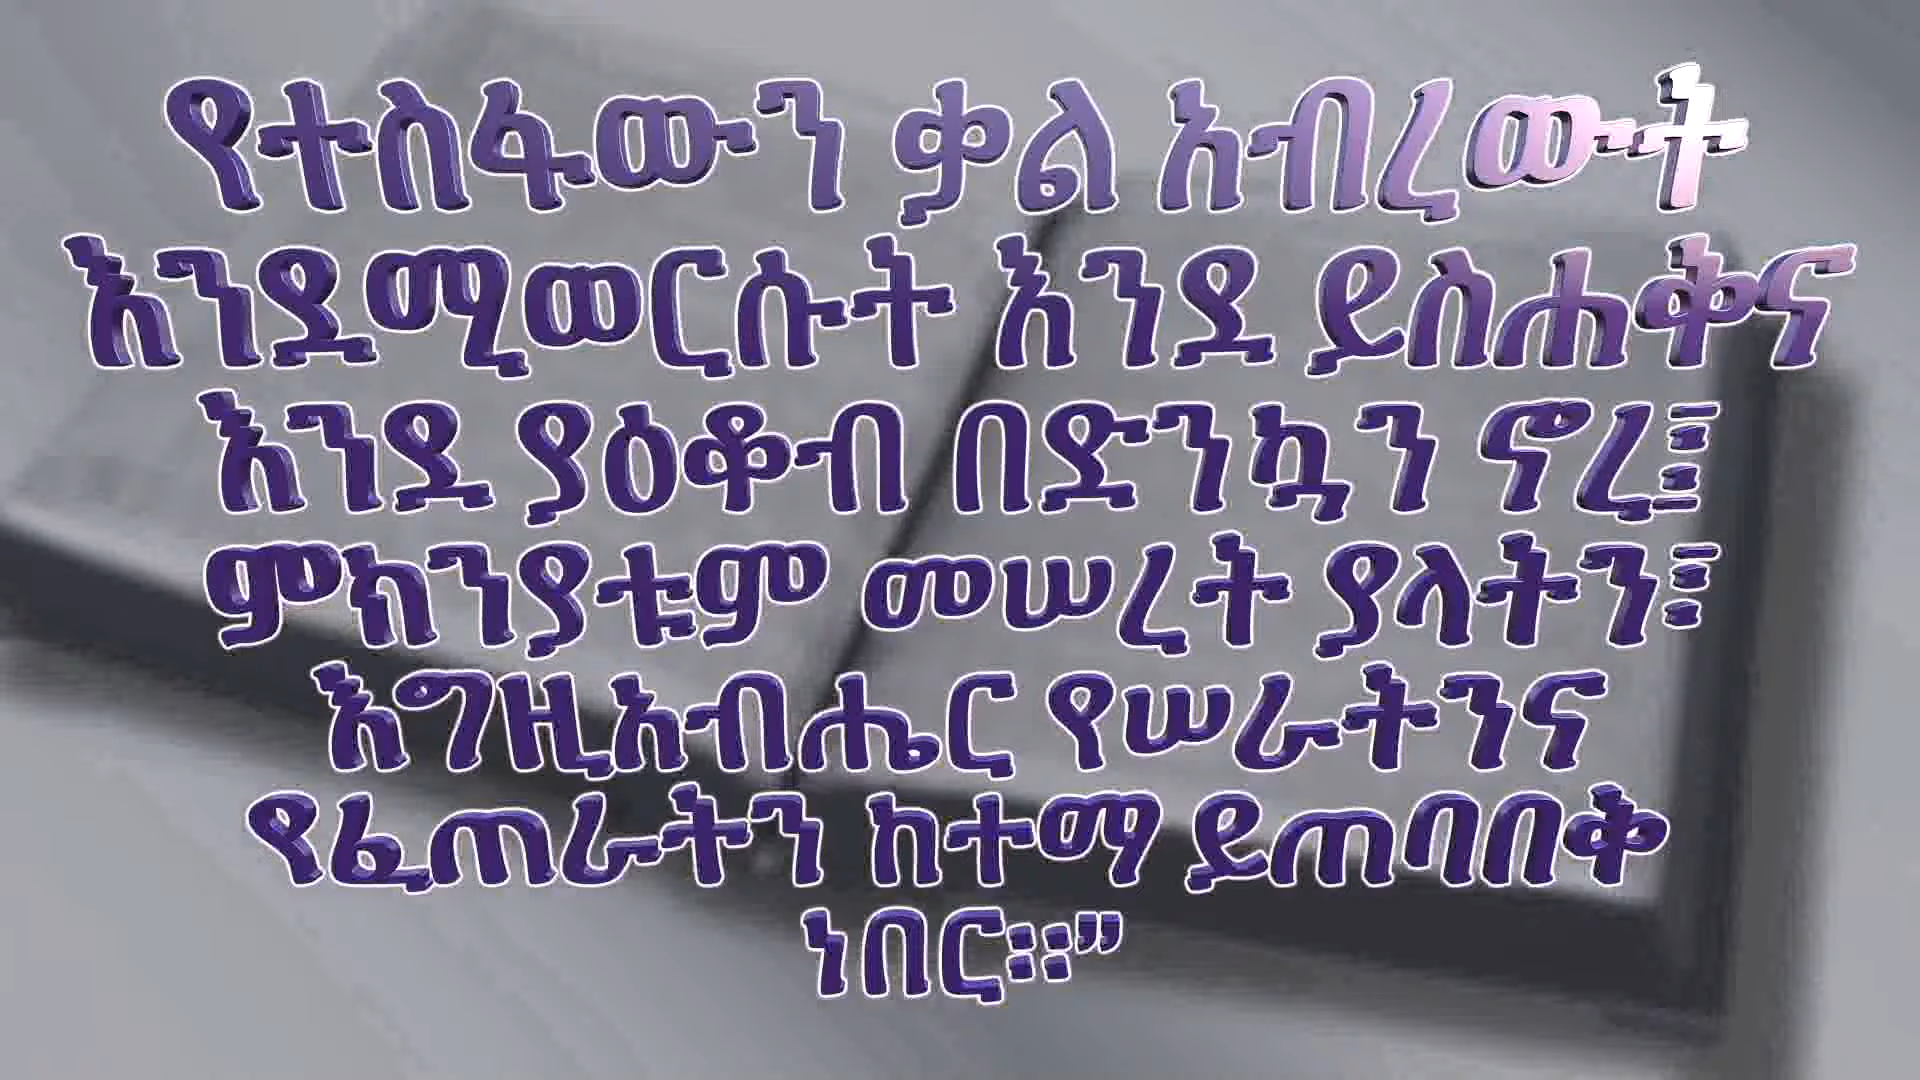 የተስፋውን ቃል አብረውት
እንደሚወርሱት እንደ ይስሐቅና
እንደ ያዕቆብ በድንኳን ኖረ፤
ምክንያቱም መሠረት ያላትን፤
እግዚአብሔር የሠራትንና
የፈጠራትን ከተማ ይጠባበቅ
ነበር።”